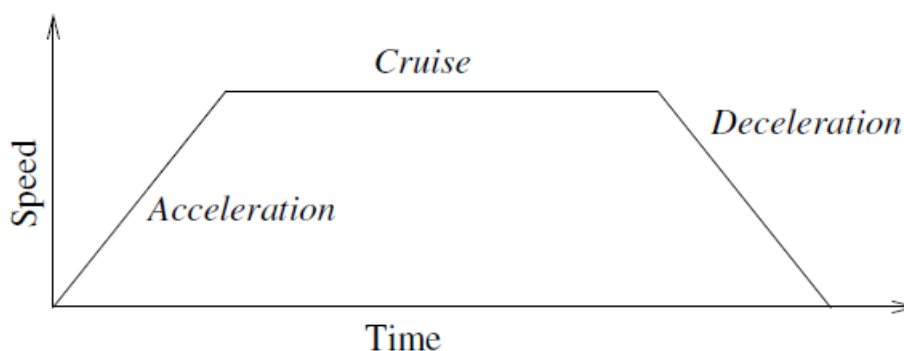 Cruise
Deceleration
Acceleration
Speed
Time